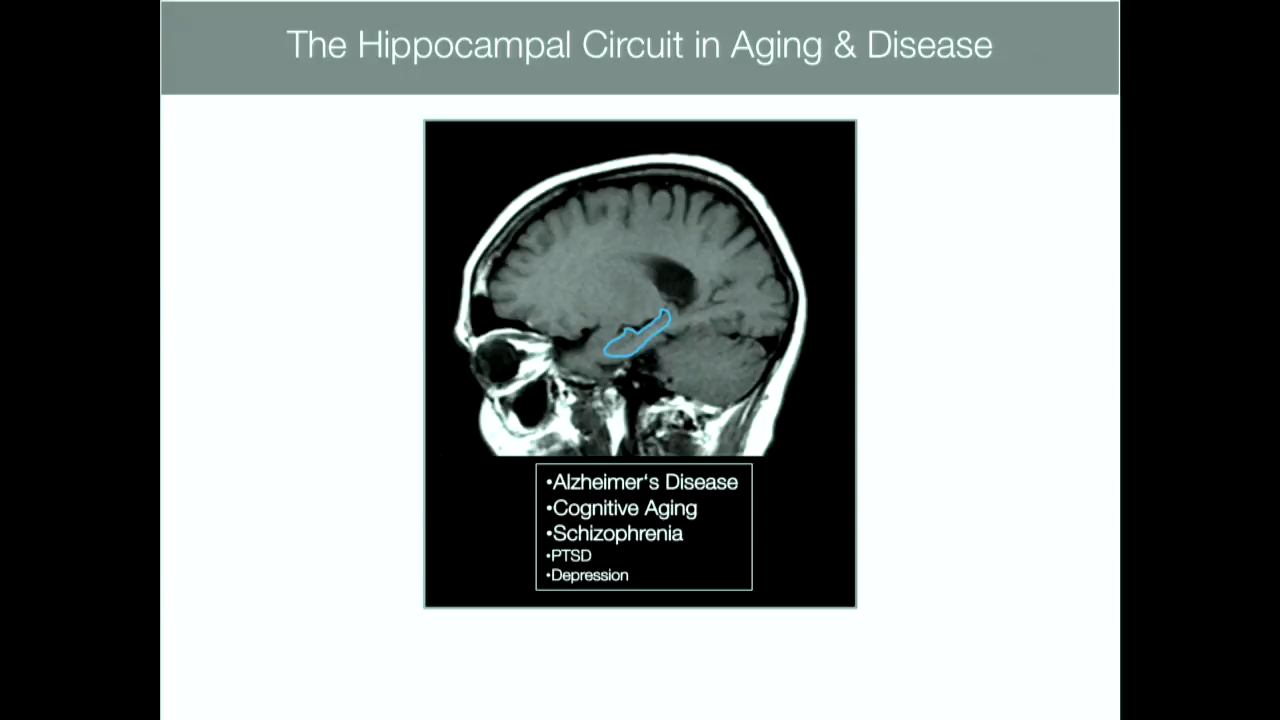 The Hippocampal Circuit in Aging & Disease
•Alzheimer's Disease
•Cognitive Aging
•Schizophrenia
•PTSD
•Depression